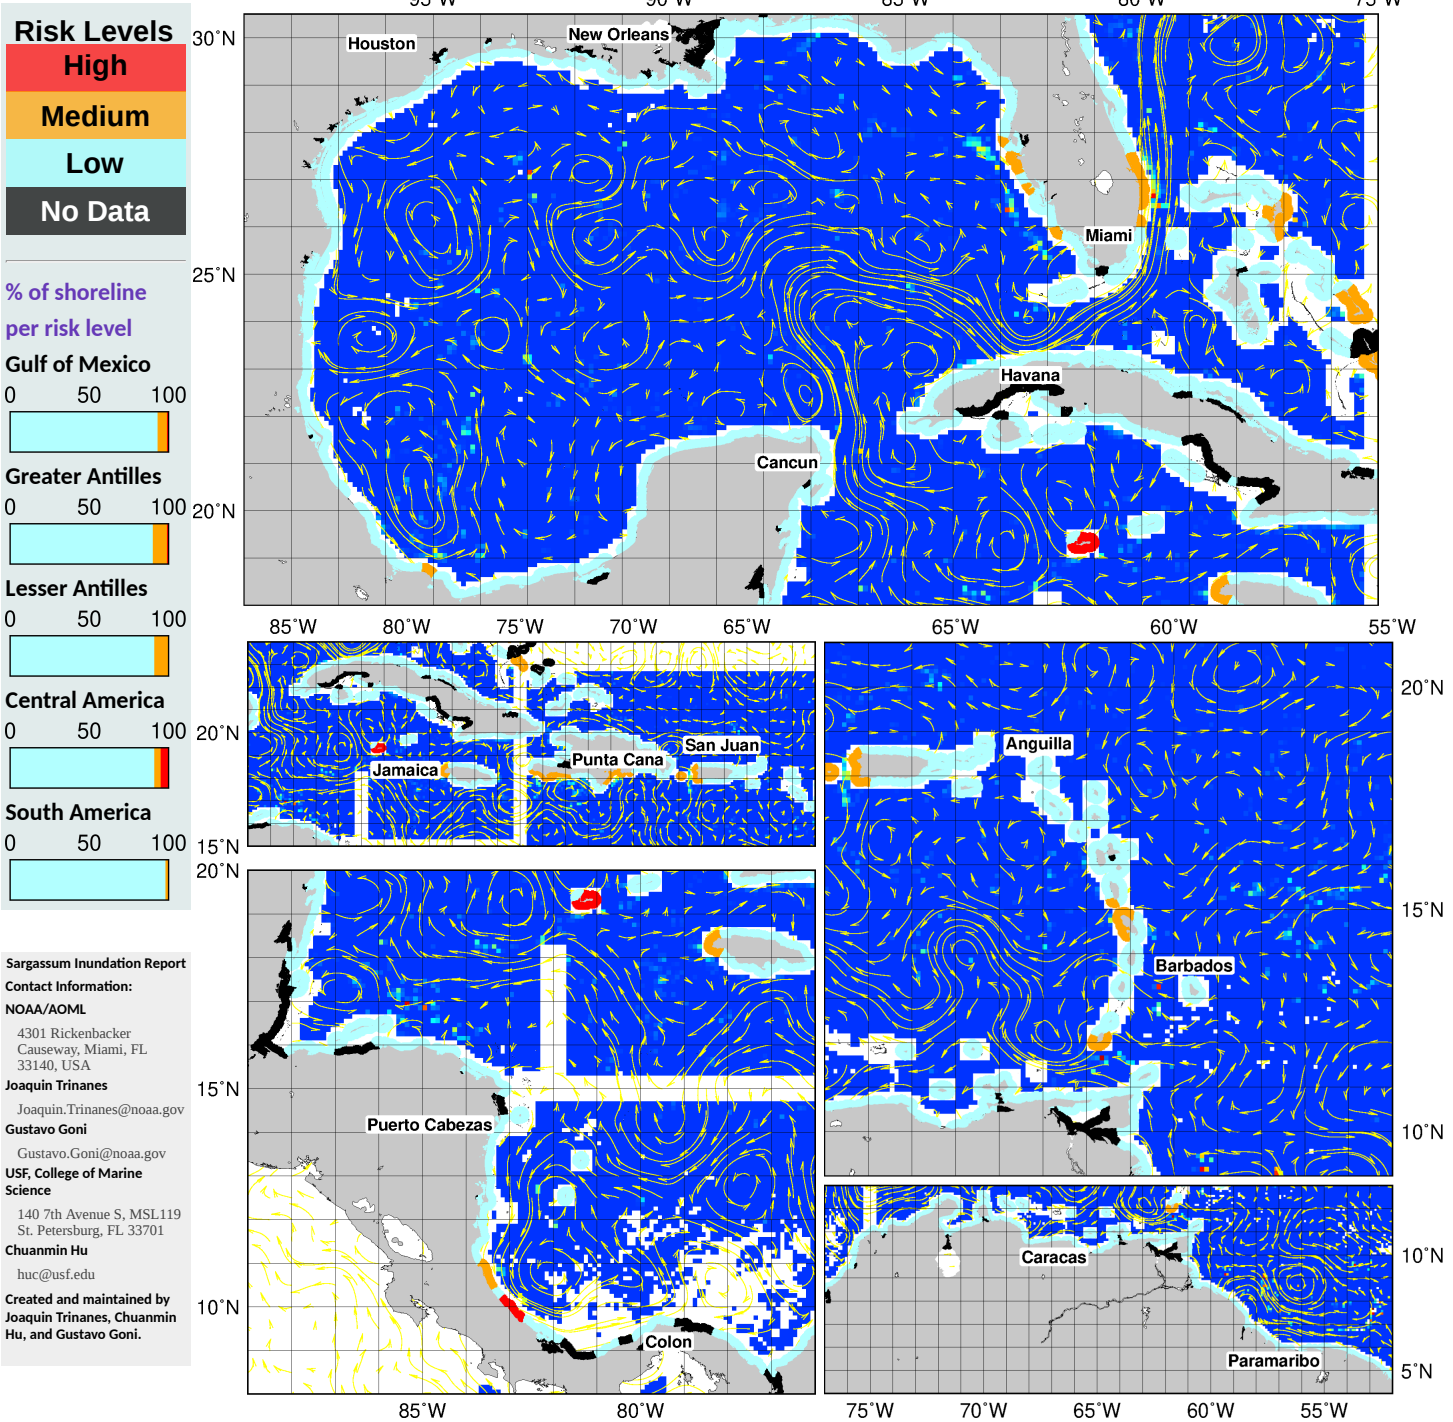 Risk Levels
High
Medium
Low
No Data
% of shoreline
per risk level
Gulf of Mexico
0 50 100
Greater Antilles
0 50 100
Lesser Antilles
0 50 100
Central America
0 50 100
South America
0 50 100
Sargassum Inundation Report
Contact Information:
NOAA/AOML
4301 Rickenbacker
Causeway, Miami, FL
33140, USA
Joaquin Trinanes
Joaquin.Trinanes@noaa.gov
Gustavo Goni
Gustavo.Goni@noaa.gov
USF, College of Marine
Science
140 7th Avenue S, MSL119
St. Petersburg, FL 33701
Chuanmin Hu
huc@usf.edu
Created and maintained by
Joaquin Trinanes, Chuanmin
Hu, and Gustavo Goni.
95˚W 90˚W 85˚W 80˚W 75˚W
30˚N
25˚N
20˚N
Houston
New Orleans
Miami
Havana
Cancun
85˚W 80˚W 75˚W 70˚W 65˚W
20˚N
15˚N
San Juan
Punta Cana
Jamaica
20˚N
15˚N
10˚N
Puerto Cabezas
Colon
85˚W 80˚W
65˚W 60˚W 55˚W
20˚N
15˚N
10˚N
Anguilla
Barbados
10˚N
5˚N
Caracas
Paramaribo
75˚W 70˚W 65˚W 60˚W 55˚W